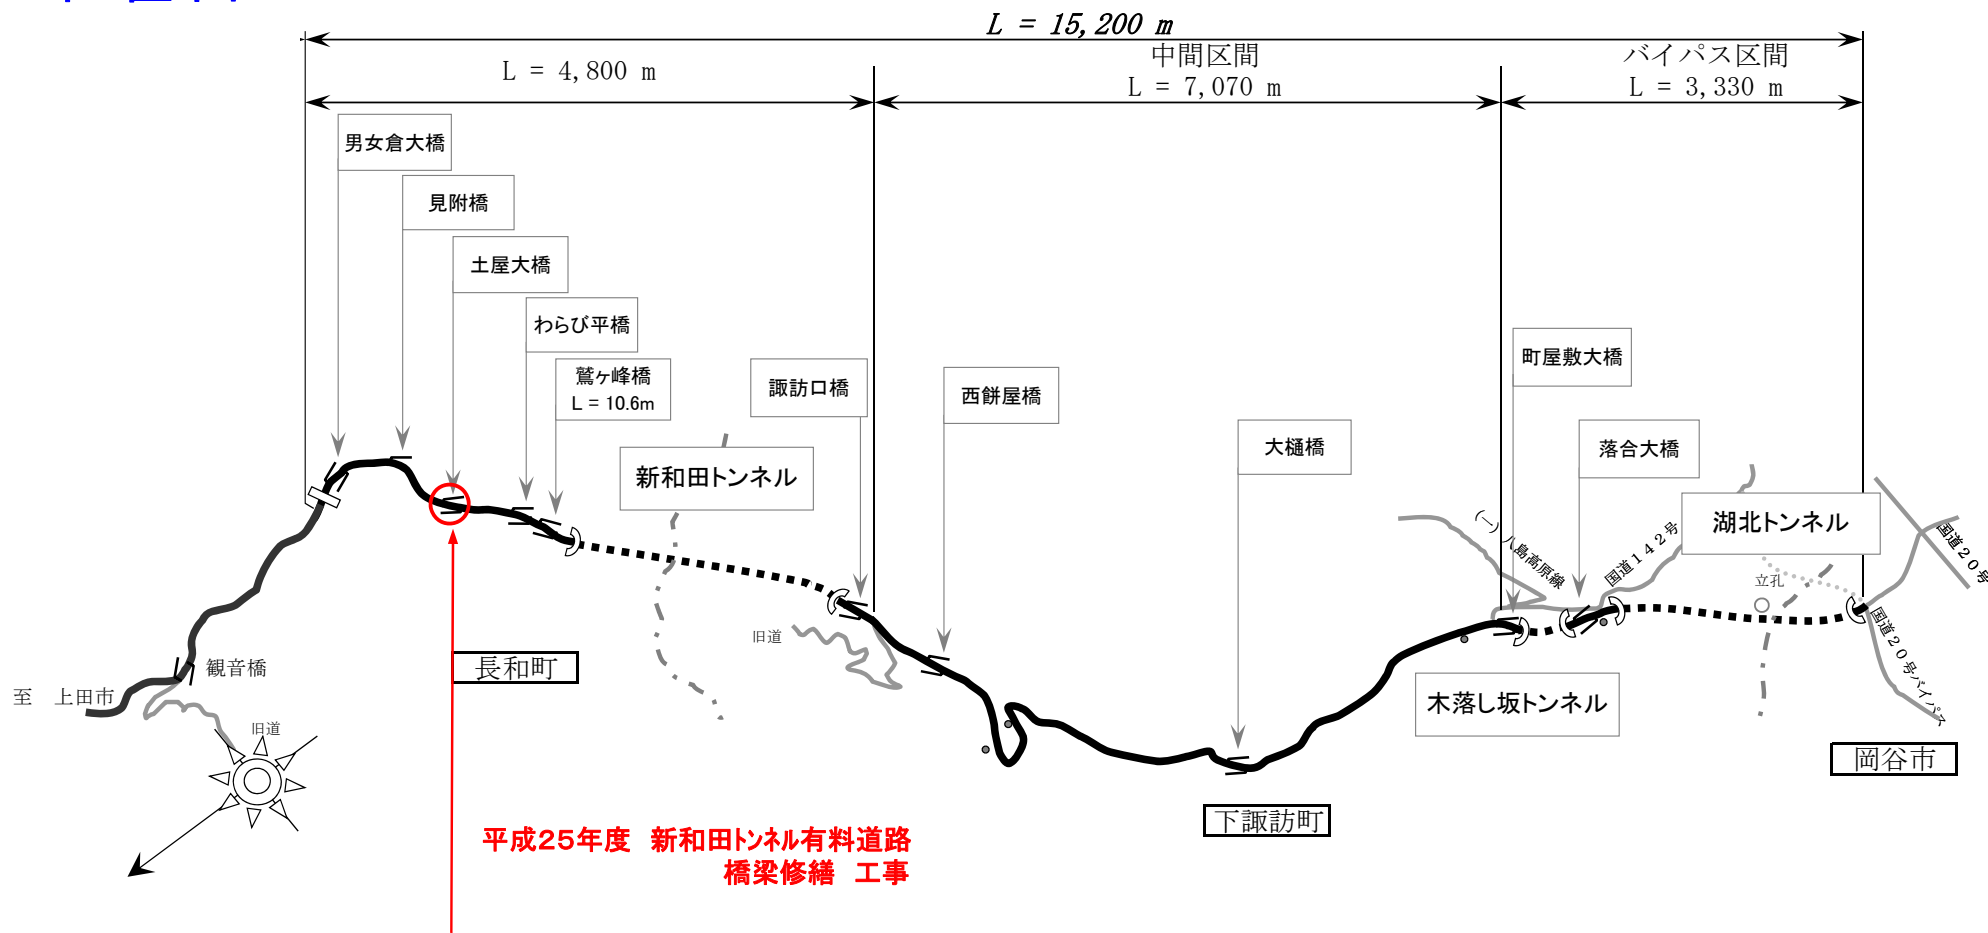 L = 15,200 m
L = 4,800 m
中間区間
L = 7,070 m
バイパス区間
L = 3,330 m
男女倉大橋
見附橋
土屋大橋
わらび平橋
鷲ヶ峰橋
L = 10.6m
新和田トンネル
諏訪口橋
西餅屋橋
大樋橋
町屋敷大橋
落合大橋
湖北トンネル
(一)八島高原線
国道142号
国道20号
立孔
国道20号バイパス
旧道
観音橋
長和町
至 上田市
旧道
木落し坂トンネル
岡谷市
下諏訪町
平成25年度 新和田トンネル有料道路
橋梁修繕 工事